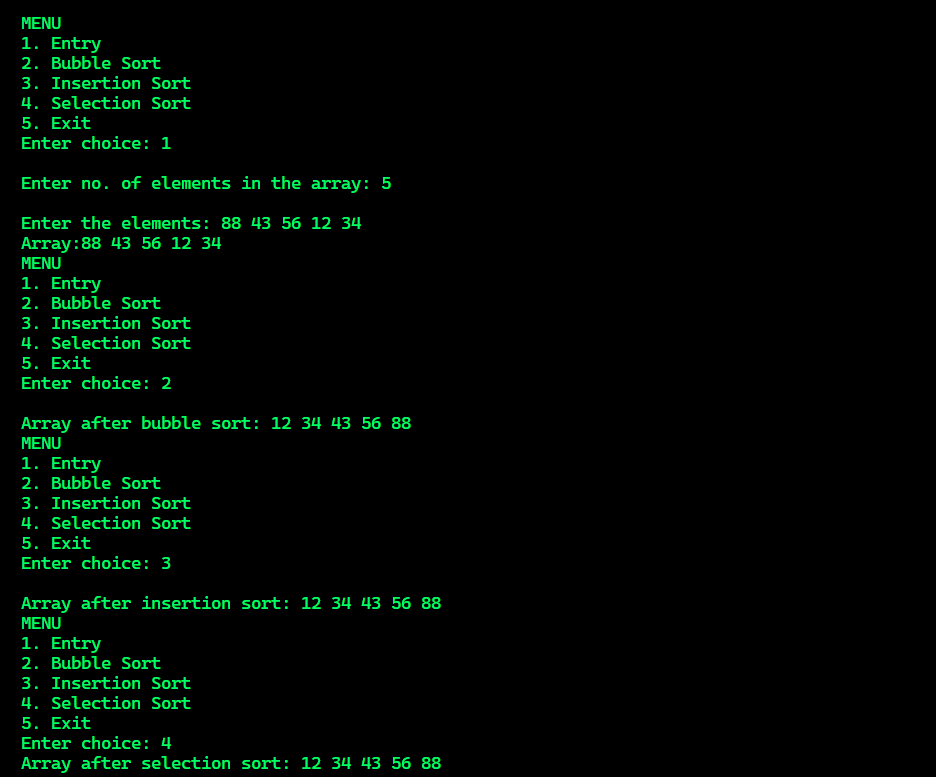 MENU
1. Entry
2. Bubble Sort
3. Insertion Sort
4. Selection Sort
5. Exit
Enter choice: 1
Enter no. of elements in the array: 5
Enter the elements: 88 43 56 12 34
Array:88 43 56 12 34
MENU
1. Entry
2. Bubble Sort
3. Insertion Sort
4. Selection Sort
5. Exit
Enter choice: 2
Array after bubble sort: 12 34 43 56 88
MENU
1. Entry
2. Bubble Sort
3. Insertion Sort
4. Selection Sort
5. Exit
Enter choice: 3
Array after insertion sort: 12 34 43 56 88
MENU
1. Entry
2. Bubble Sort
3. Insertion Sort
4. Selection Sort
5. Exit
Enter choice: 4
Array after selection sort: 12 34 43 56 88